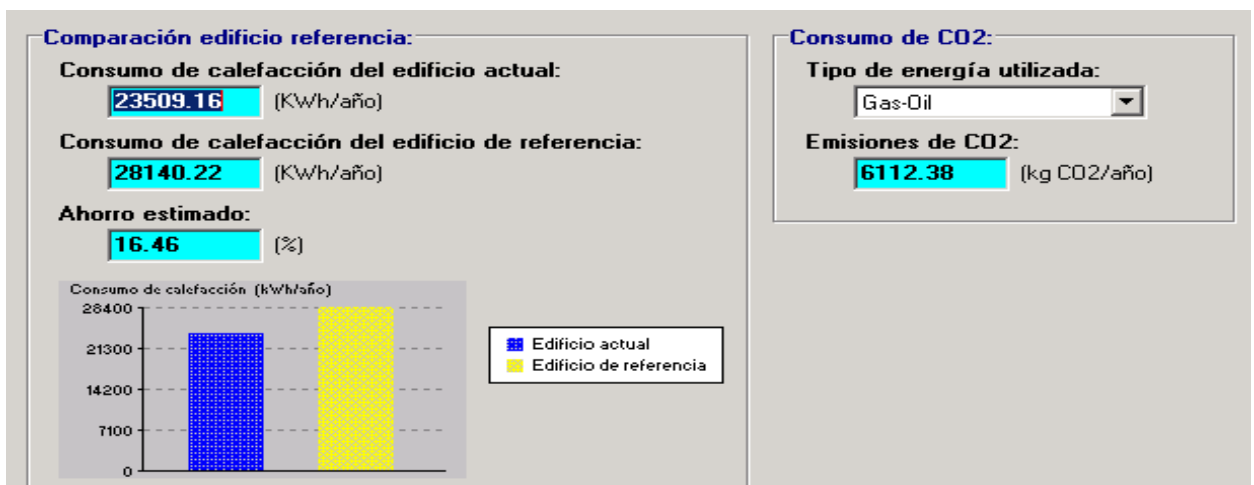 Comparación edificio referencia:
Consumo de calefacción del edificio actual:
23509.16 (KWh/año)
Consumo de calefacción del edificio de referencia:
28140.22 (KWh/año)
Ahorro estimado:
16.46 (%)
Consumo de calefacción (kWh/año)
28400
21300
14200
7100
0
Edificio actual
Edificio de referencia
Consumo de CO2:
Tipo de energía utilizada:
Gas-Oil
Emisiones de CO2:
6112.38 (kg CO2/año)